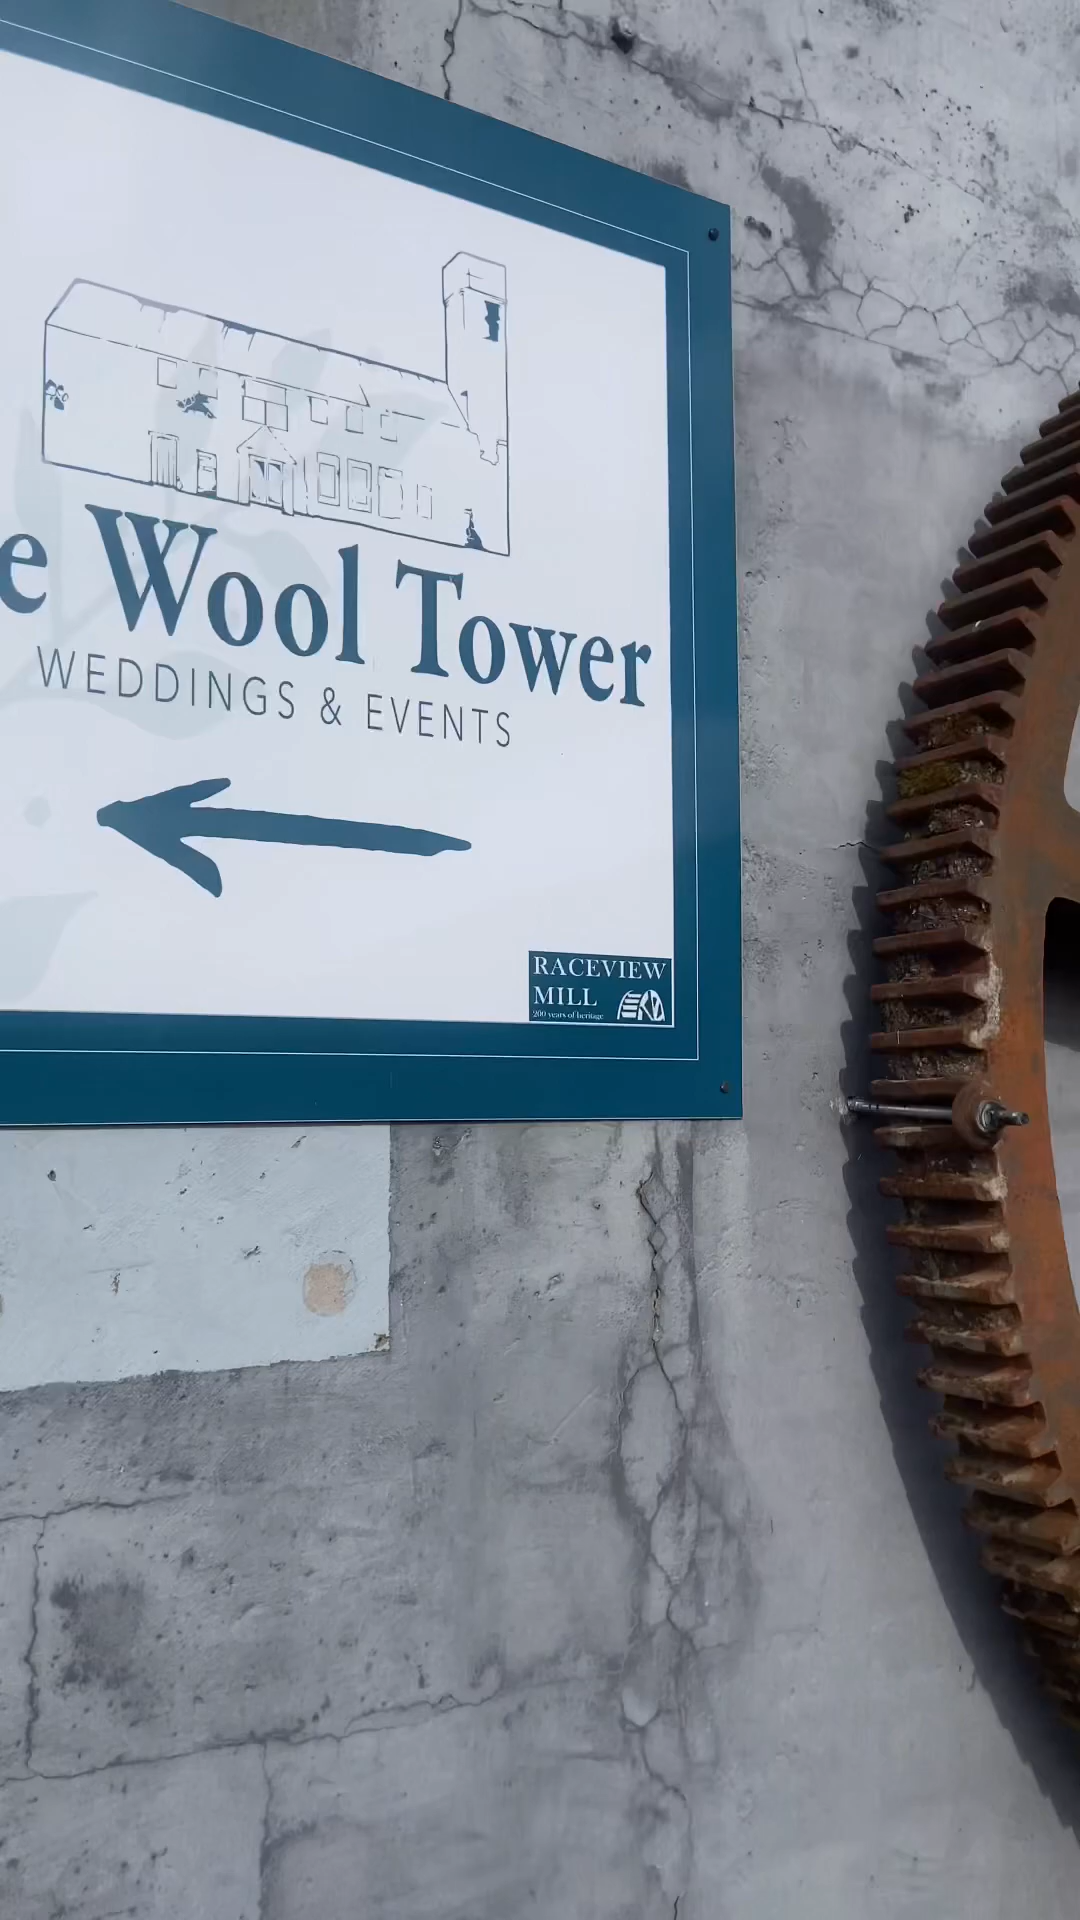 e Wool Tower
WEDDINGS & EVENTS
RACEVIEW
MILL
200 years of heritage